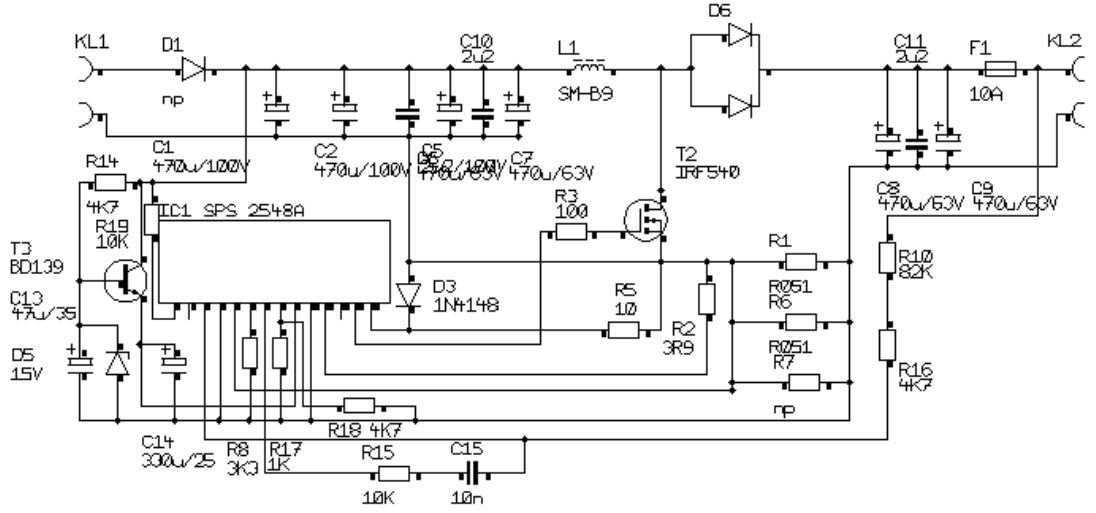 KL1
D1
np
C10
2u2
L1
SM-B9
D6
C11
2u2
F1
10A
KL2
C1
470u/100V
C2
470u/100V
C5
C7
470u/63V
T2
IRF540
C8
470u/63V
C9
470u/63V
R14
4K7
R19
10K
IC1 SPS 2548A
R3
100
T3
BD139
C13
47u/35
D3
1N4148
R5
10
R2
3R9
R1
R051
R6
R051
R7
np
R10
82K
R16
4K7
D5
15V
C14
330u/25
R8
3K3
R17
1K
R18 4K7
R15
10K
C15
10n